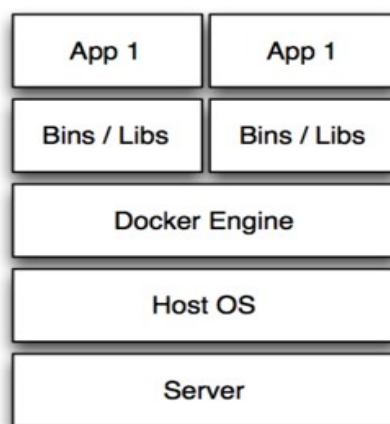 App 1 App 1
Bins / Libs Bins / Libs
Docker Engine
Host OS
Server